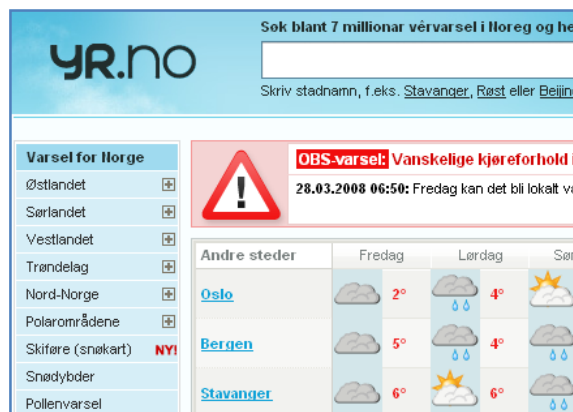 Søk blant 7 millionar vêrvarsel i Noreg og he
yr.no
Skriv stadnamn, f.eks. Stavanger, Røst eller Beijin
Varsel for Norge
Østlandet
Sørlandet
Vestlandet
Trøndelag
Nord-Norge
Polarområdene
Skiføre (snøkart) NY!
Snødybder
Pollenvarsel
OBS-varsel: Vanskelige kjøreforhold i
28.03.2008 06:50: Fredag kan det bli lokalt va
Andre steder Fredag Lørdag Søn
Oslo 2° 4°
Bergen 5° 4°
Stavanger 6° 6°